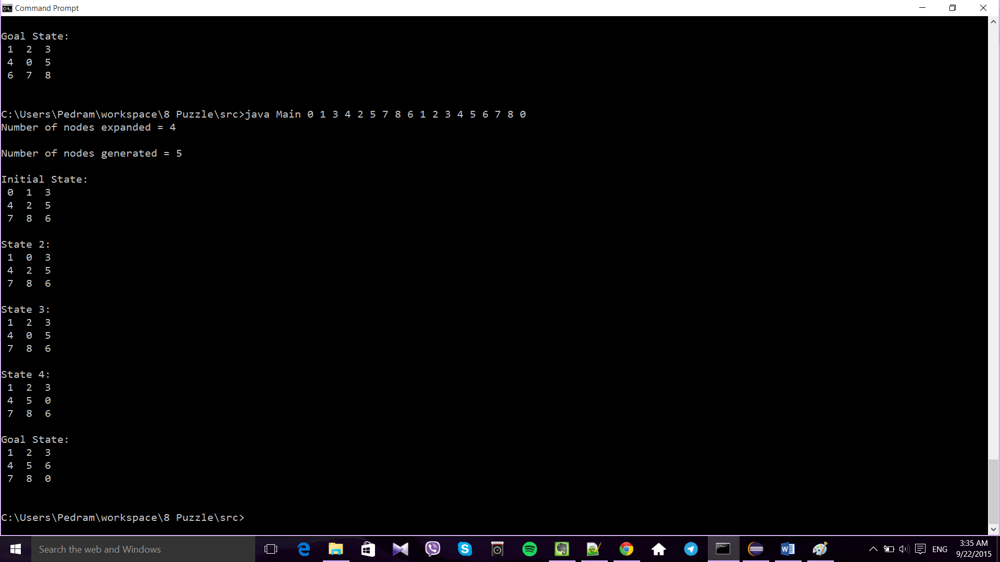 Command Prompt
Goal State:
1 2 3
4 0 5
6 7 8
C:\Users\Pedram\workspace\8 Puzzle\src>java Main 0 1 3 4 2 5 7 8 6 1 2 3 4 5 6 7 8 0
Number of nodes expanded = 4
Number of nodes generated = 5
Initial State:
0 1 3
4 2 5
7 8 6
State 2:
1 0 3
4 2 5
7 8 6
State 3:
1 2 3
4 0 5
7 8 6
State 4:
1 2 3
4 5 0
7 8 6
Goal State:
1 2 3
4 5 6
7 8 0
C:\Users\Pedram\workspace\8 Puzzle\src>
Search the web and Windows
ENG
3:35 AM
9/22/2015